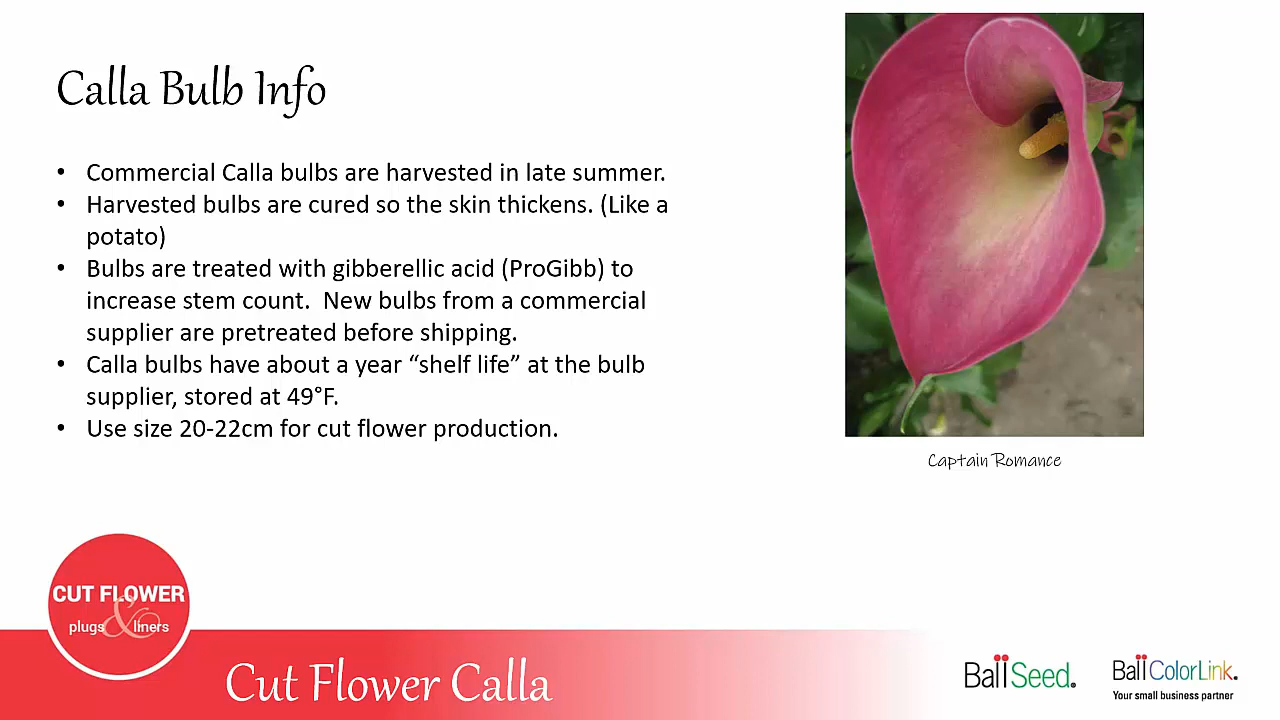 Calla Bulb Info
• Commercial Calla bulbs are harvested in late summer.
• Harvested bulbs are cured so the skin thickens. (Like a
potato)
• Bulbs are treated with gibberellic acid (ProGibb) to
increase stem count.  New bulbs from a commercial
supplier are pretreated before shipping.
• Calla bulbs have about a year “shelf life” at the bulb
supplier, stored at 49°F.
• Use size 20-22cm for cut flower production.
Captain Romance
CUT FLOWER
plugs & liners
Cut Flower Calla
Ball Seed.
Ball ColorLink.
Your small business partner